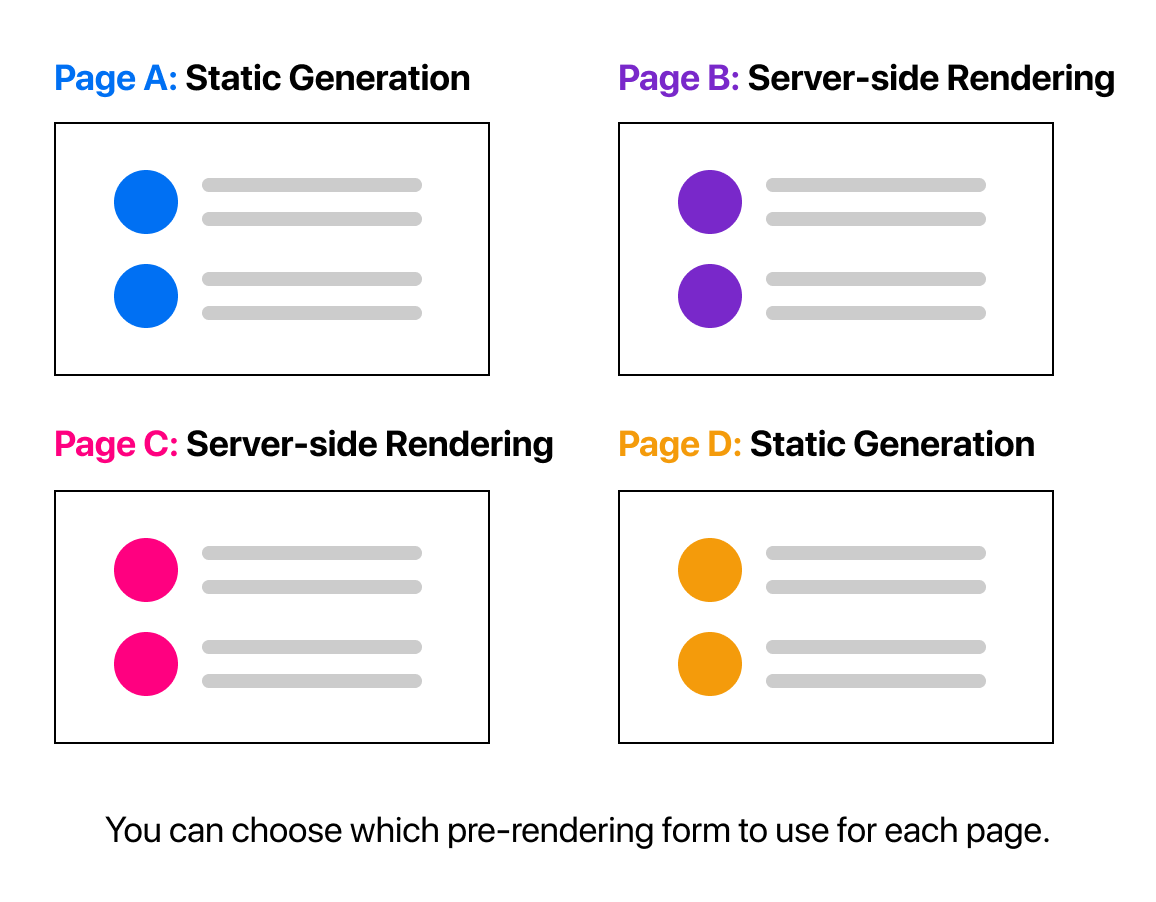 Page A: Static Generation
Page B: Server-side Rendering
Page C: Server-side Rendering
Page D: Static Generation
You can choose which pre-rendering form to use for each page.